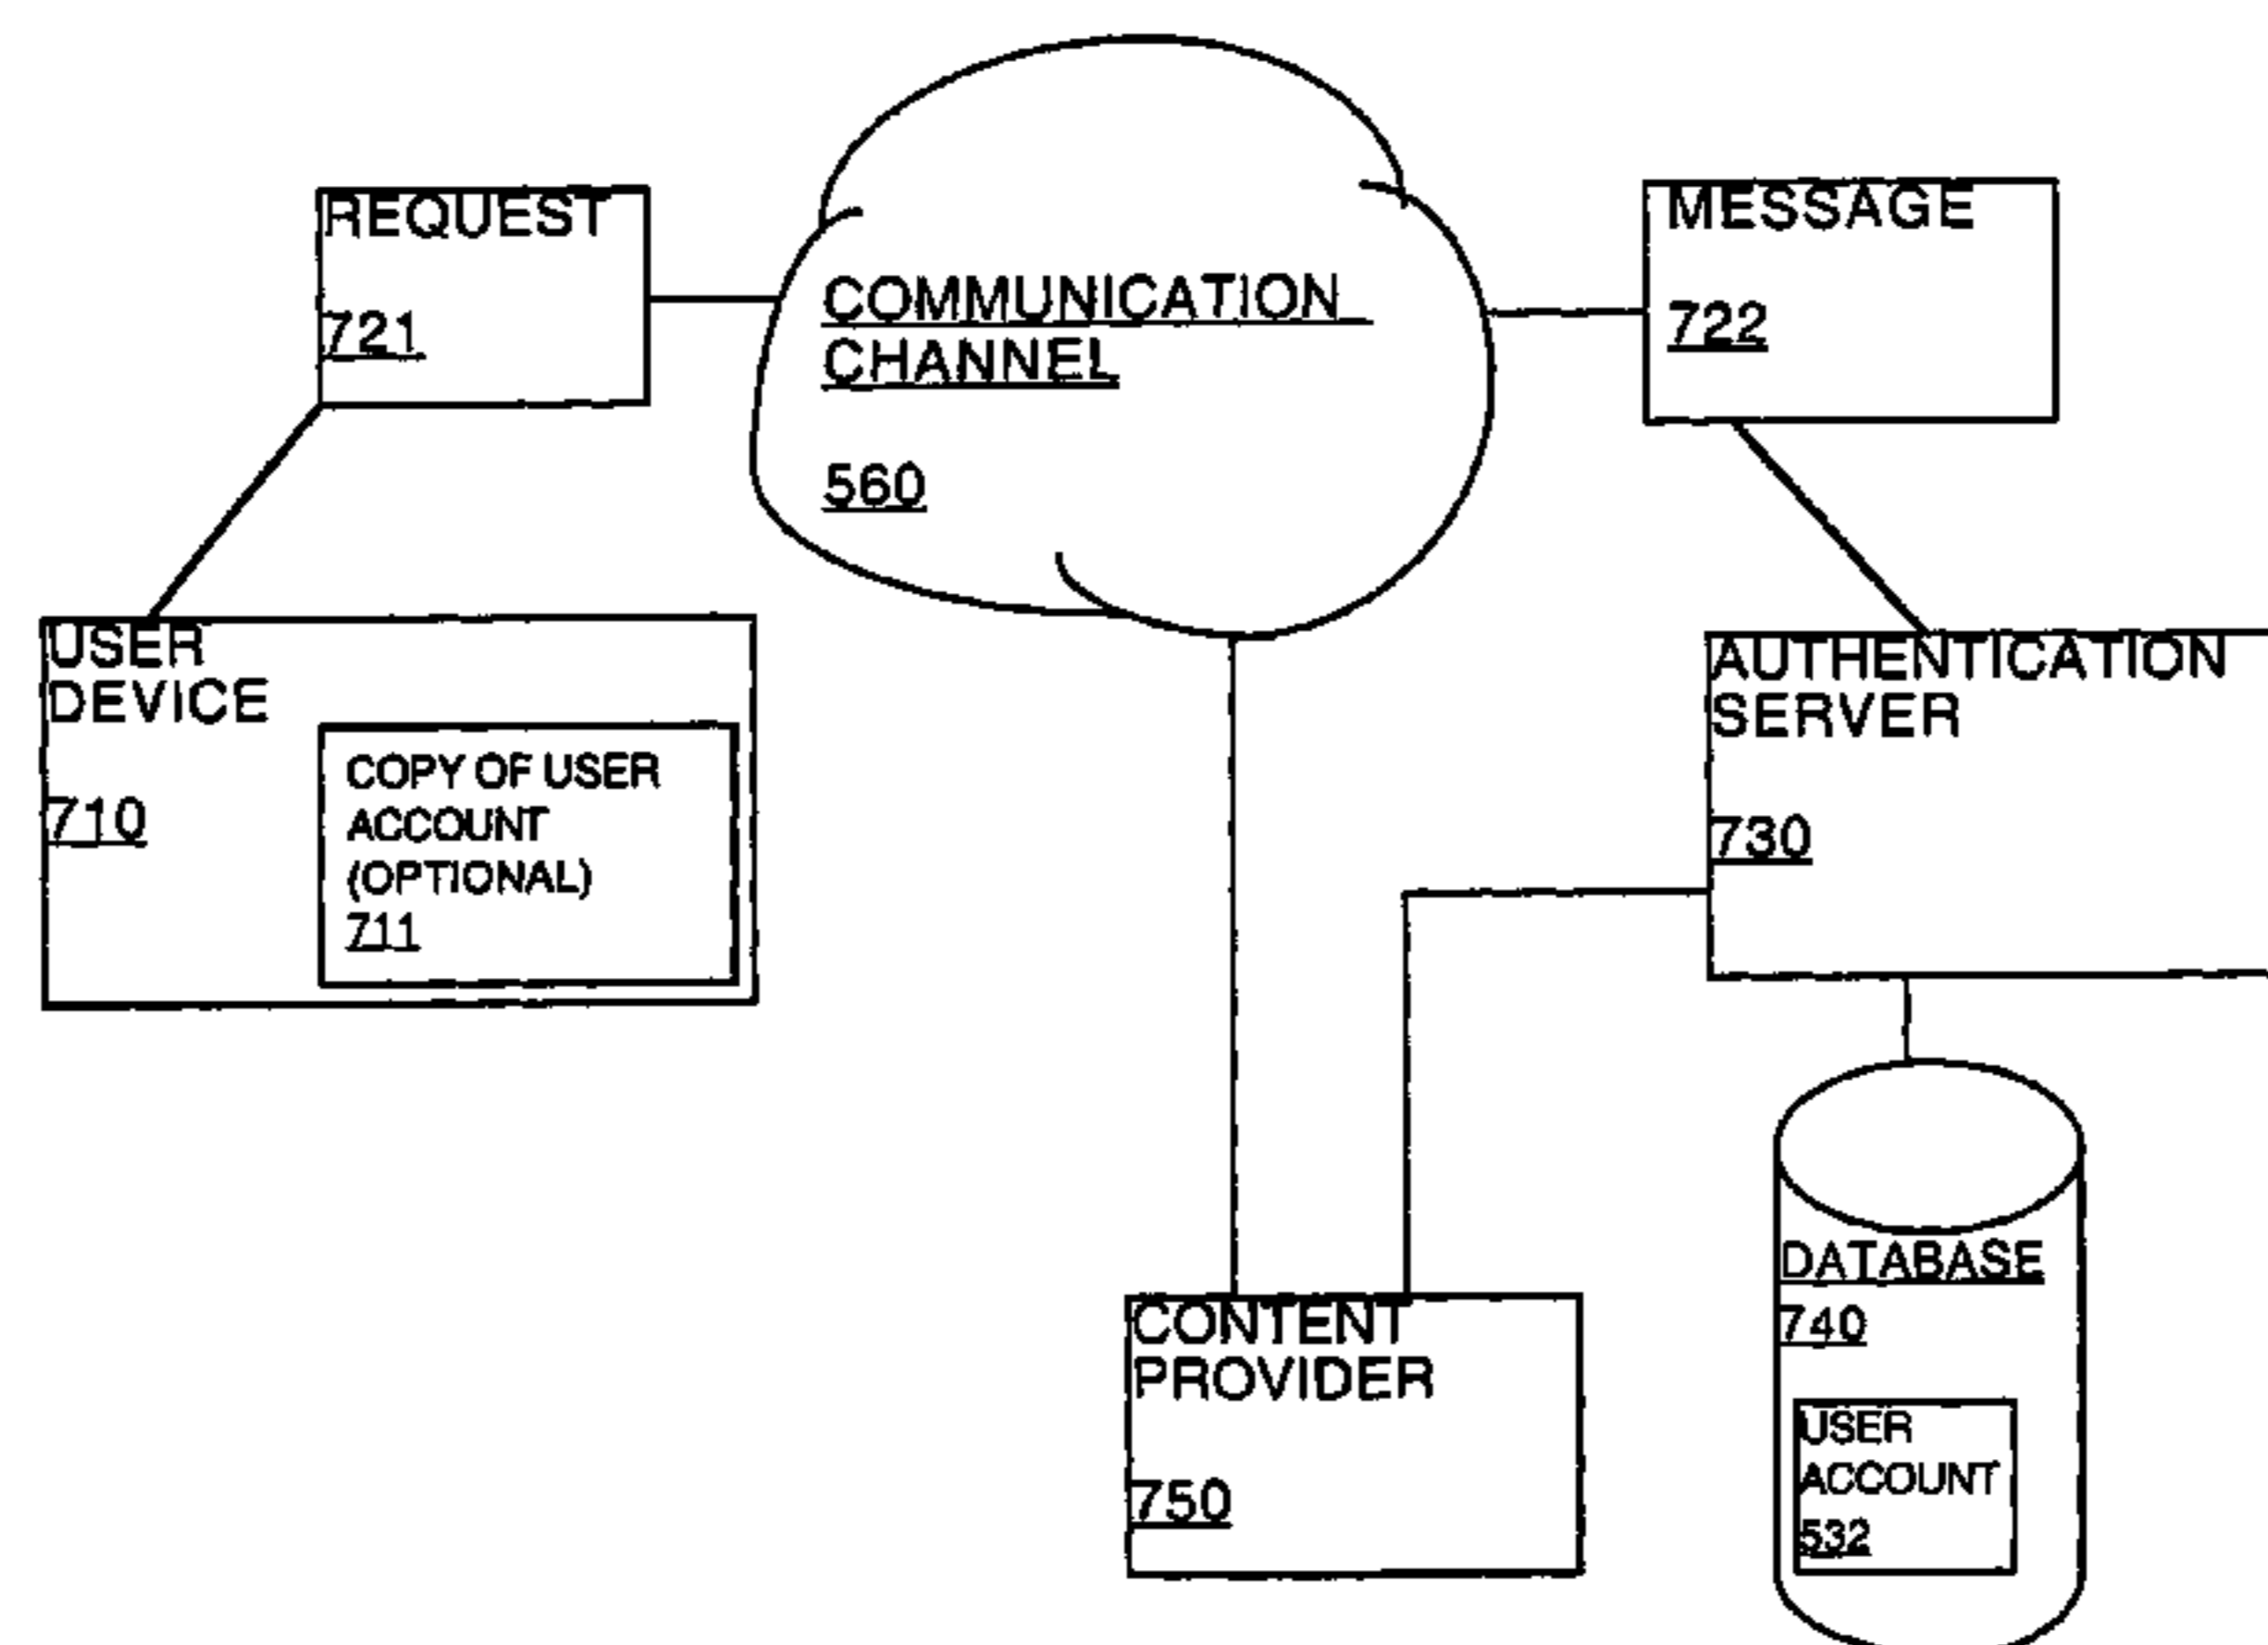 REQUEST
721
COMMUNICATION
CHANNEL
560
MESSAGE
722
USER
DEVICE
710
COPY OF USER
ACCOUNT
(OPTIONAL)
711
AUTHENTICATION
SERVER
730
CONTENT
PROVIDER
750
DATABASE
740
USER
ACCOUNT
532